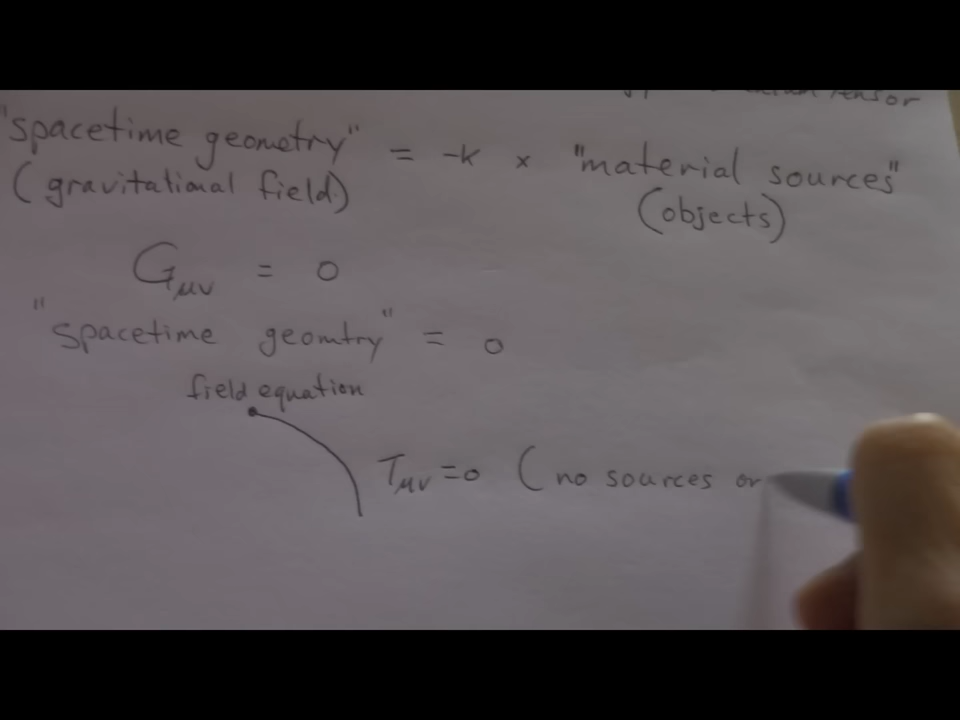 tensor
"spacetime geometry" = -k × "material sources"
(gravitational field) (objects)
Gμν = 0
"spacetime geomtry" = 0
field equation
Tμν = 0 (no sources or